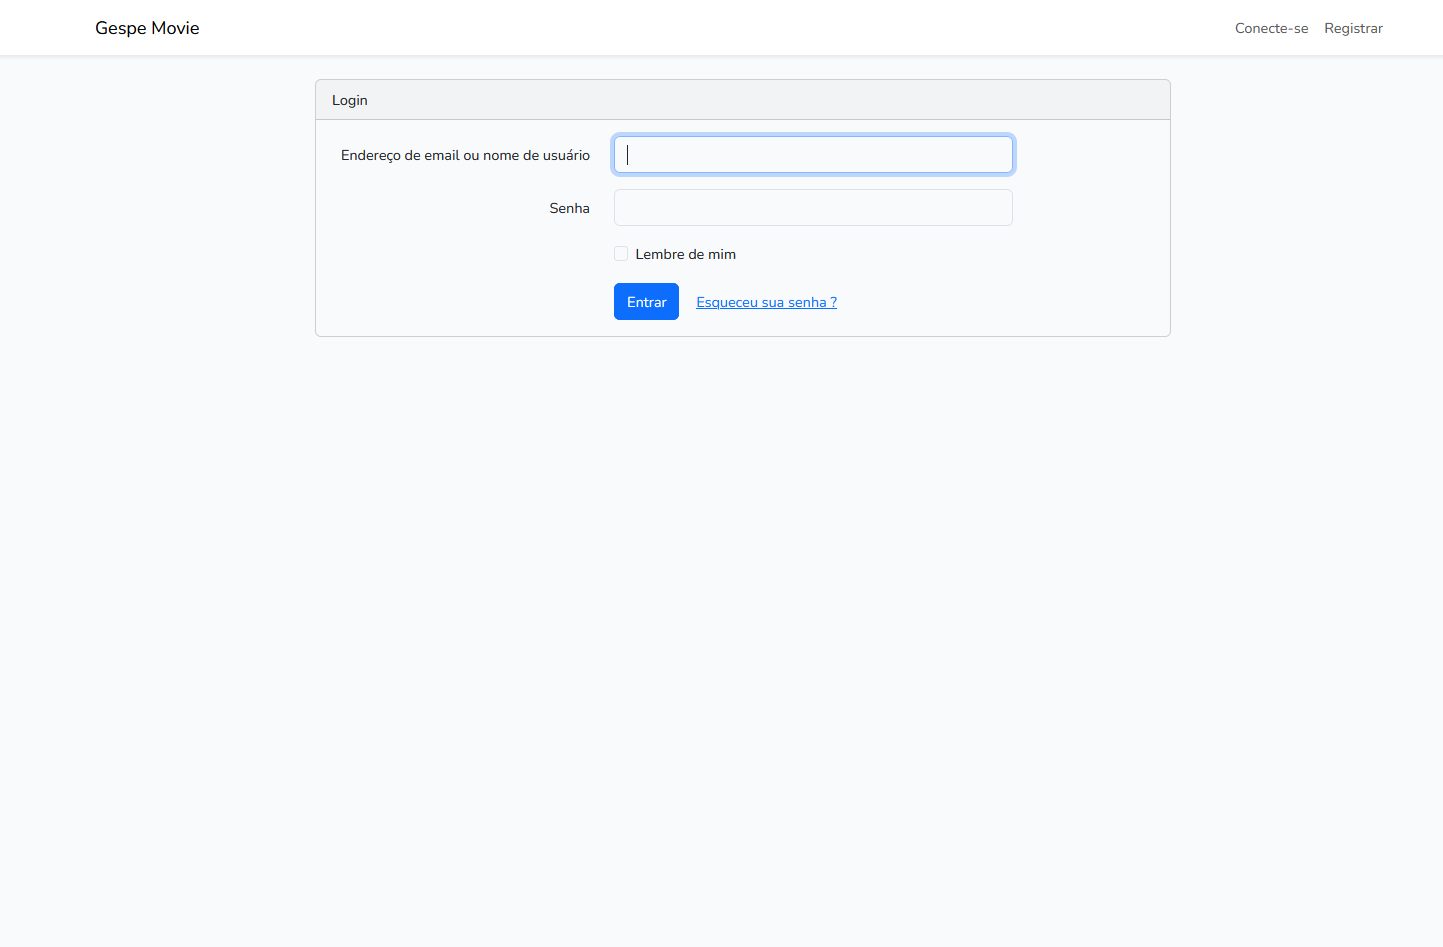 Gespe Movie
Conecte-se Registrar
Login
Endereço de email ou nome de usuário
Senha
Lembre de mim
Entrar Esqueceu sua senha ?